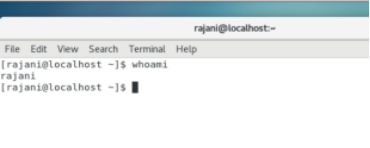 rajani@localhost:~
File Edit View Search Terminal Help
[rajani@localhost ~]$ whoami
rajani
[rajani@localhost ~]$